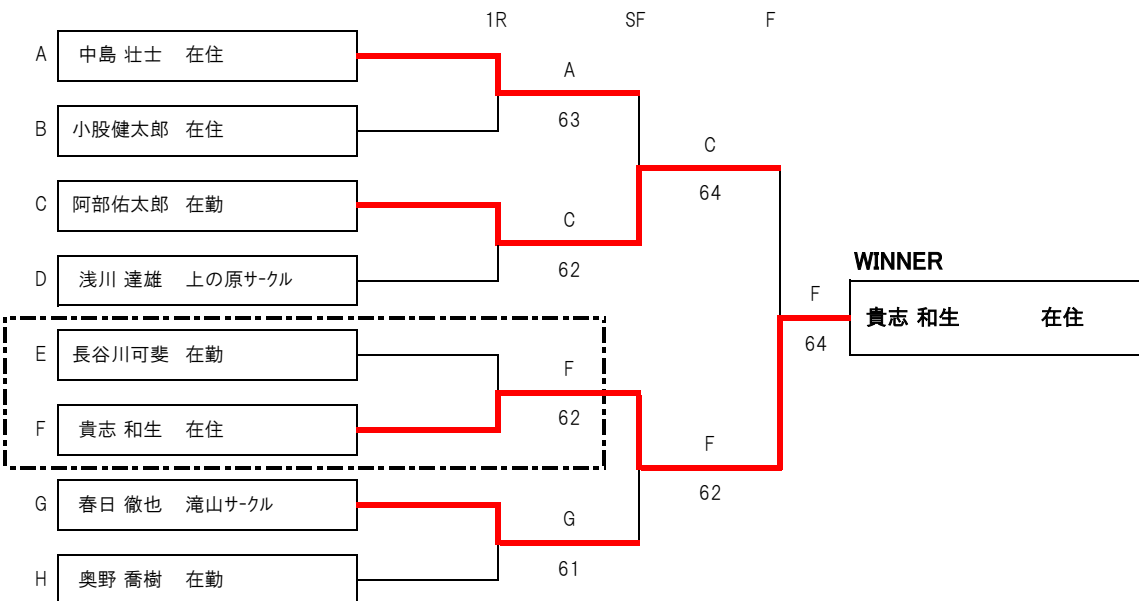 1R SF F
A 中島 壮士 在住
A
63
B 小股健太郎 在住
C
64
C 阿部佑太郎 在勤
C
62
D 浅川 達雄 上の原サークル
WINNER
F
貴志 和生 在住
64
E 長谷川可斐 在勤
F
62
F 貴志 和生 在住
F
62
G 春日 徹也 滝山サークル
G
61
H 奥野 喬樹 在勤